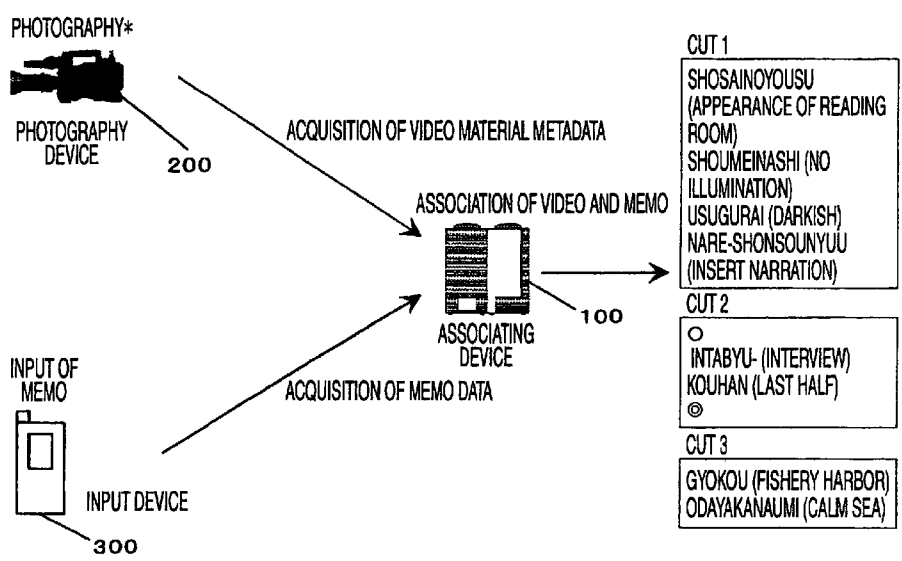 PHOTOGRAPHY*
PHOTOGRAPHY
DEVICE
200
ACQUISITION OF VIDEO MATERIAL METADATA
ASSOCIATION OF VIDEO AND MEMO
100
ASSOCIATING
DEVICE
INPUT OF
MEMO
ACQUISITION OF MEMO DATA
INPUT DEVICE
300
CUT 1
SHOSAINOYOUSU
(APPEARANCE OF READING
ROOM)
SHOUMEINASHI (NO
ILLUMINATION)
USUGURAI (DARKISH)
NARE-SHONSOUNYUU
(INSERT NARRATION)
CUT 2
○
INTABYU- (INTERVIEW)
KOUHAN (LAST HALF)
◎
CUT 3
GYOKOU (FISHERY HARBOR)
ODAYAKANAUMI (CALM SEA)